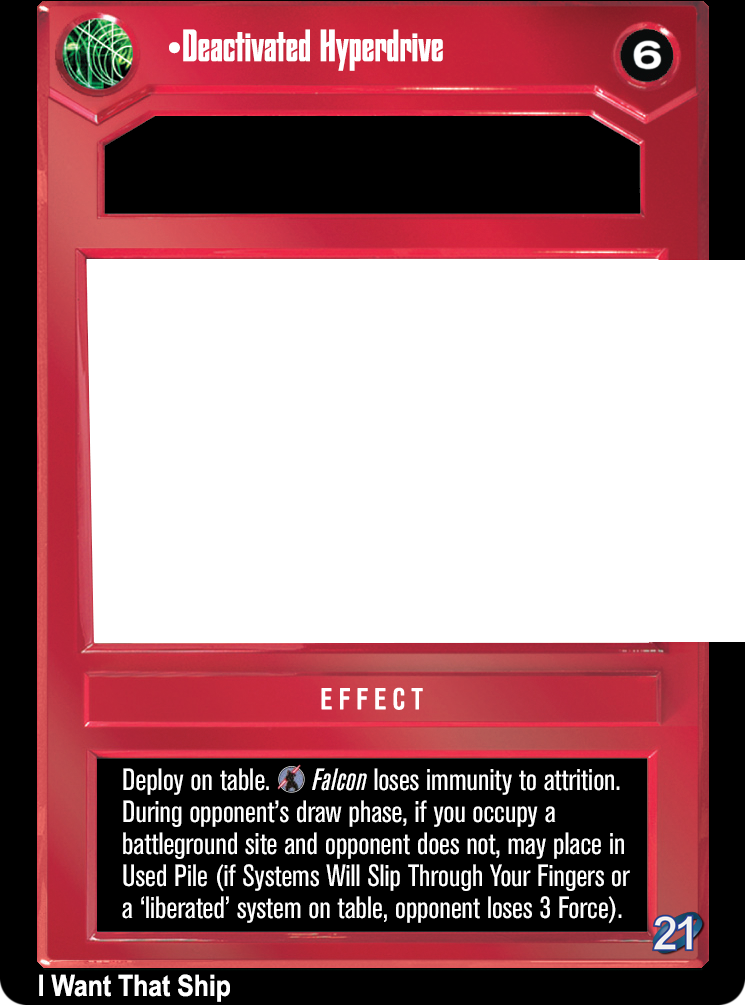 •Deactivated Hyperdrive
6
EFFECT
Deploy on table. Falcon loses immunity to attrition.
During opponent’s draw phase, if you occupy a
battleground site and opponent does not, may place in
Used Pile (if Systems Will Slip Through Your Fingers or
a ‘liberated’ system on table, opponent loses 3 Force).
21
I Want That Ship